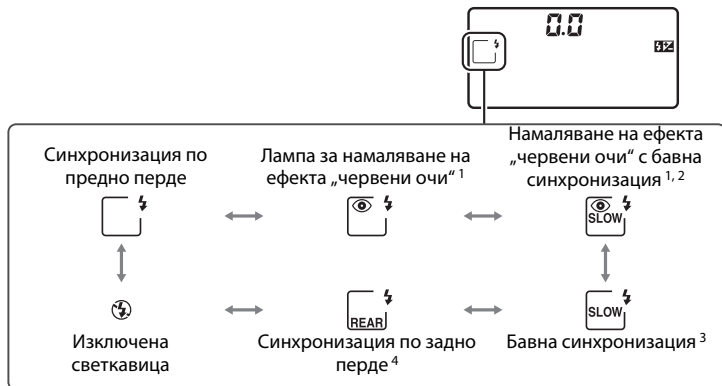 0.0
Синхронизация по
предно перде
Лампа за намаляване на
ефекта „червени очи“ 1
Намаляване на ефекта
„червени очи“ с бавна
синхронизация 1, 2
SLOW
REAR
SLOW
Изключена
светкавица
Синхронизация по задно
перде 4
Бавна синхронизация 3